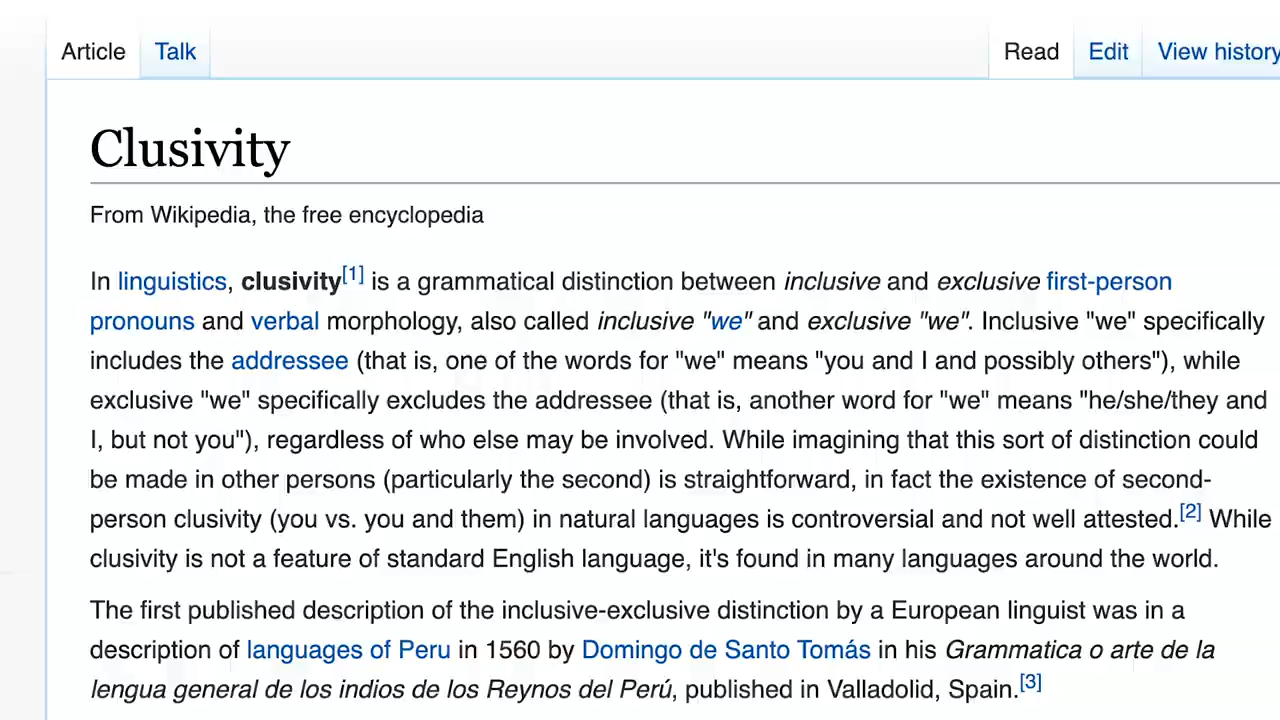 Article Talk Read Edit View history
Clusivity
From Wikipedia, the free encyclopedia
In linguistics, clusivity[1] is a grammatical distinction between inclusive and exclusive first-person
pronouns and verbal morphology, also called inclusive "we" and exclusive "we". Inclusive "we" specifically
includes the addressee (that is, one of the words for "we" means "you and I and possibly others"), while
exclusive "we" specifically excludes the addressee (that is, another word for "we" means "he/she/they and
I, but not you"), regardless of who else may be involved. While imagining that this sort of distinction could
be made in other persons (particularly the second) is straightforward, in fact the existence of second-
person clusivity (you vs. you and them) in natural languages is controversial and not well attested.[2] While
clusivity is not a feature of standard English language, it's found in many languages around the world.
The first published description of the inclusive-exclusive distinction by a European linguist was in a
description of languages of Peru in 1560 by Domingo de Santo Tomás in his Grammatica o arte de la
lengua general de los indios de los Reynos del Perú, published in Valladolid, Spain.[3]